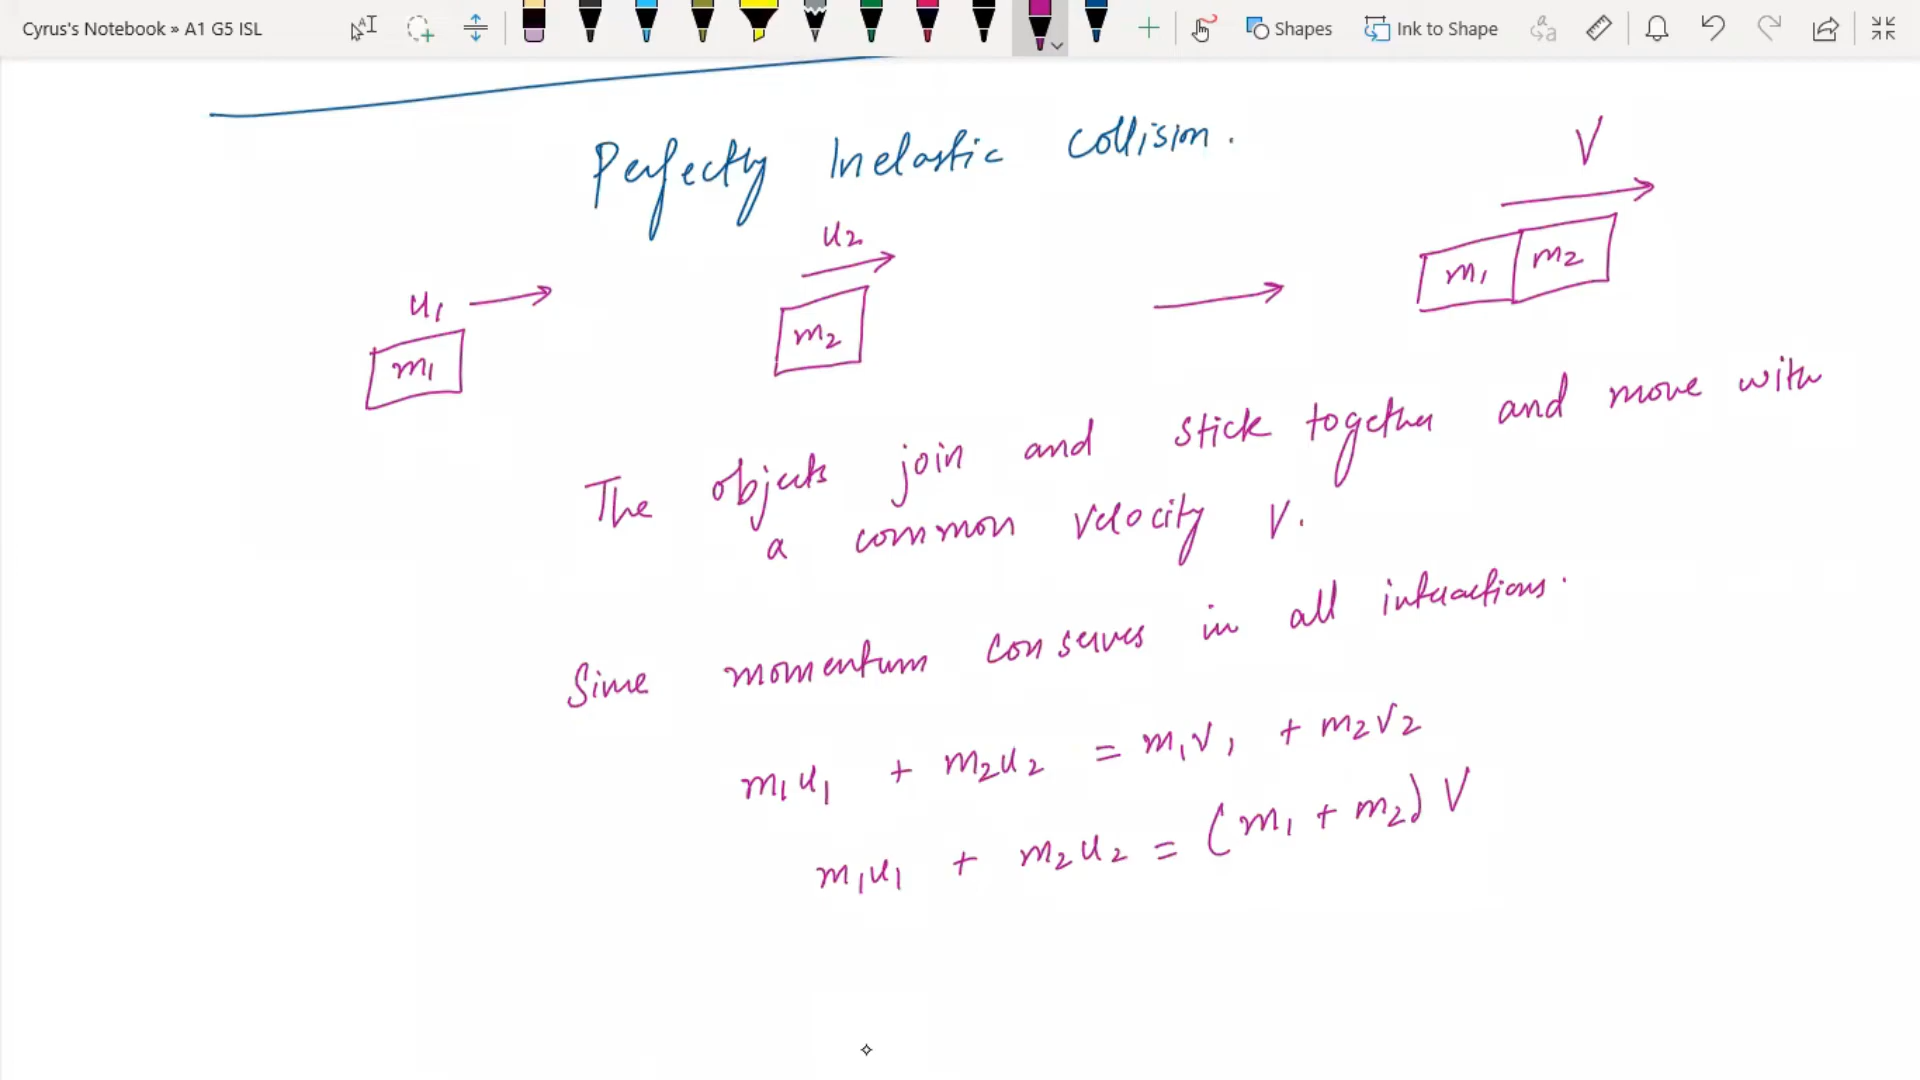 Cyrus's Notebook » A1 G5 ISL
Shapes
Ink to Shape
Perfectly Inelastic collision.
u1
m1
u2
m2
V
m1 m2
The objects join and stick together and move with
a common velocity V.
Sime momentum conserves in all interactions.
m1u1 + m2u2 = m1v1 + m2v2
m1u1 + m2u2 = (m1 + m2) V